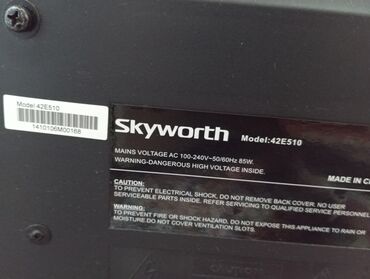 Model:42E510
1410106M00168
Skyworth Model:42E510
MAINS VOLTAGE AC 100-240V~50/60Hz 85W.
WARNING-DANGEROUS HIGH VOLTAGE INSIDE.
MADE IN
CAUTION:
TO PREVENT ELECTRICAL SHOCK. DO NOT REMOVE BACK COVER. NO USER
SERVICEABLE PARTS INSIDE. REFER SERVICING TO QUALIFIED SERVICE PERSONNEL
WARNING:
TO PREVENT FIRE OR SHOCK HAZARD, DO NOT EXPOSE THIS APPLIANCE TO RAIN OR
MOISTURE.DO NOT COVER VENTILATION SLOTS.